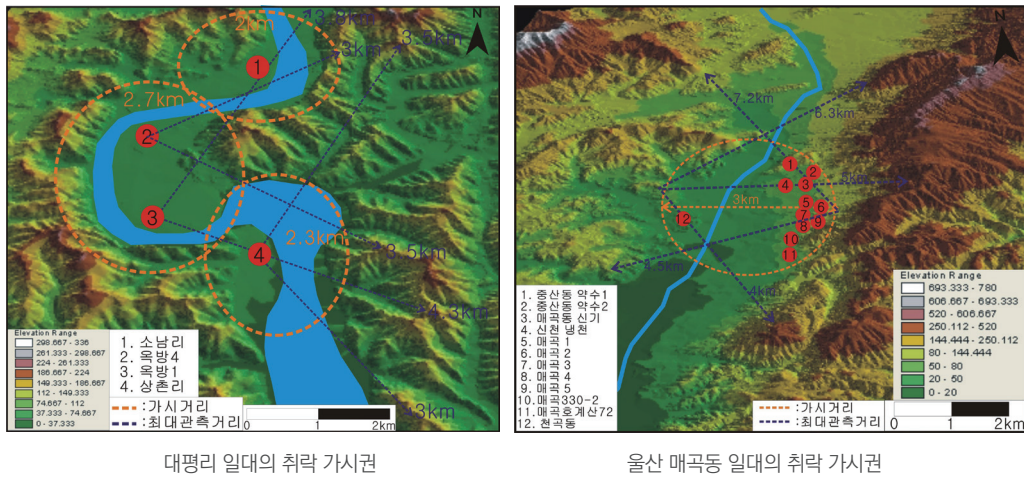 2km
3.8km
3.5km
3km
N
1
2.7km
2
3
4
2.3km
3.5km
4.3km
3km
Elevation Range
298.667 - 336
261.333 - 298.667
224 - 261.333
186.667 - 224
149.333 - 186.667
112 - 149.333
74.667 - 112
37.333 - 74.667
0 - 37.333
1. 소남리
2. 옥방4
3. 옥방1
4. 상촌리
:가시거리
:최대관측거리
0 1 2km
대평리 일대의 취락 가시권
N
7.2km
6.3km
1
2
4
3
3km
5
6
7
8
9
12
10
11
4.5km
4km
1. 중산동 약수1
2. 중산동 약수2
3. 매곡동 신기
4. 신천 냉천
5. 매곡 1
6. 매곡 2
7. 매곡 3
8. 매곡 4
9. 매곡 5
10.매곡330-2
11.매곡호계산72
12. 천곡동
:가시거리
:최대관측거리
Elevation Range
693.333 - 780
606.667 - 693.333
520 - 606.667
250.112 - 520
144.444 - 250.112
80 - 144.444
50 - 80
20 - 50
0 - 20
0 1 2km
울산 매곡동 일대의 취락 가시권